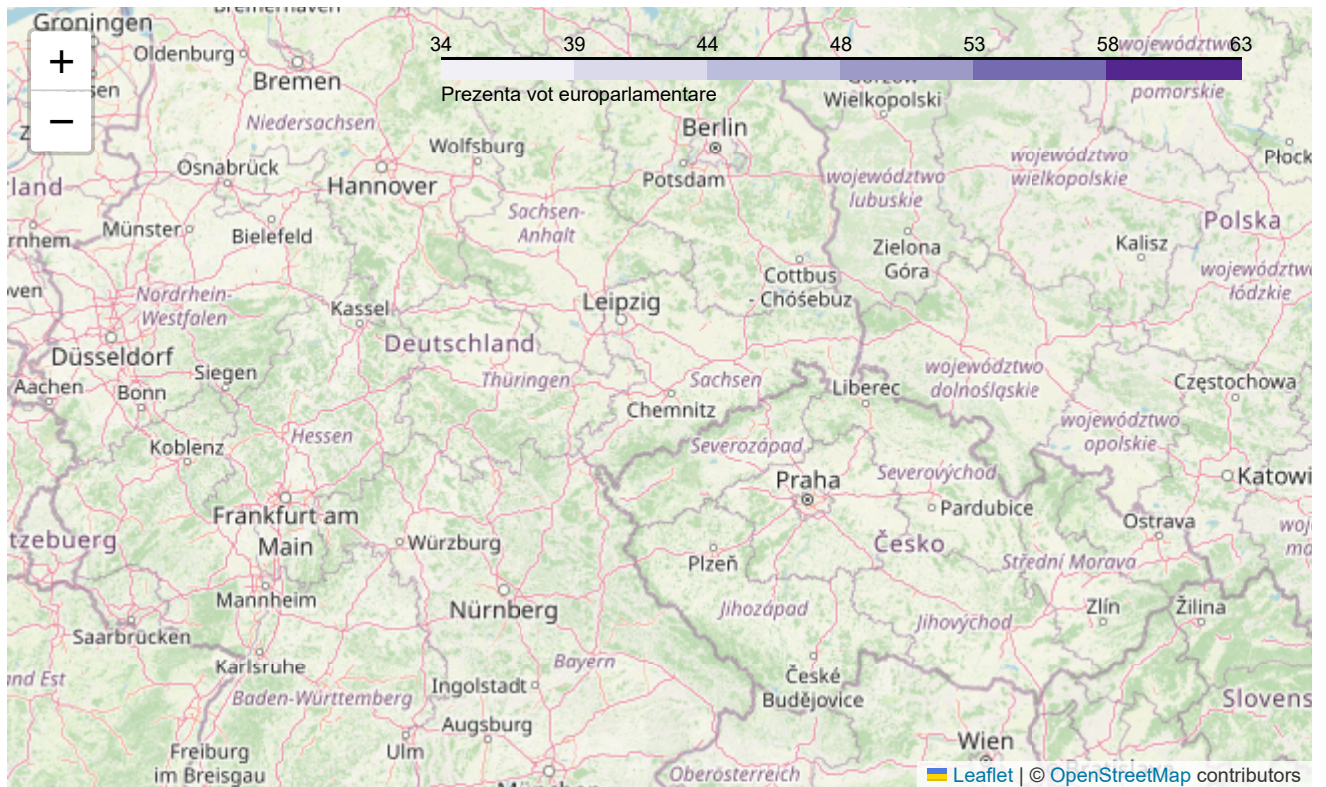 Groningen
Bremerhaven
34 39 44 48 53 58 63
Prezenta vot europarlamentare
+
−
Oldenburg
Bremen
Niedersachsen
Wolfsburg
Berlin
Potsdam
Gorzów
Wielkopolski
województwo
pomorskie
Osnabrück
Hannover
województwo
wielkopolskie
Płock
województwo
lubuskie
Münster
Bielefeld
Sachsen-
Anhalt
Zielona
Góra
Polska
Kalisz
Cottbus
- Chóśebuz
województwo
łódzkie
Nordrhein-
Westfalen
Kassel
Leipzig
Düsseldorf
Deutschland
Siegen
Aachen
Bonn
Thüringen
Sachsen
Liberec
województwo
dolnośląskie
Częstochowa
Chemnitz
Koblenz
Hessen
Severozápad
województwo
opolskie
Praha
Severovýchod
Katowi
Frankfurt am
Main
Pardubice
Ostrava
tzebuerg
Würzburg
Česko
Plzeň
Střední Morava
Mannheim
Nürnberg
Jihozápad
Jihovýchod
Zlín
Žilina
Saarbrücken
Karlsruhe
Bayern
and Est
Baden-Württemberg
Ingolstadt
České
Budějovice
Slovens
Augsburg
Freiburg
im Breisgau
Ulm
Wien
Oberösterreich
Leaflet | © OpenStreetMap contributors